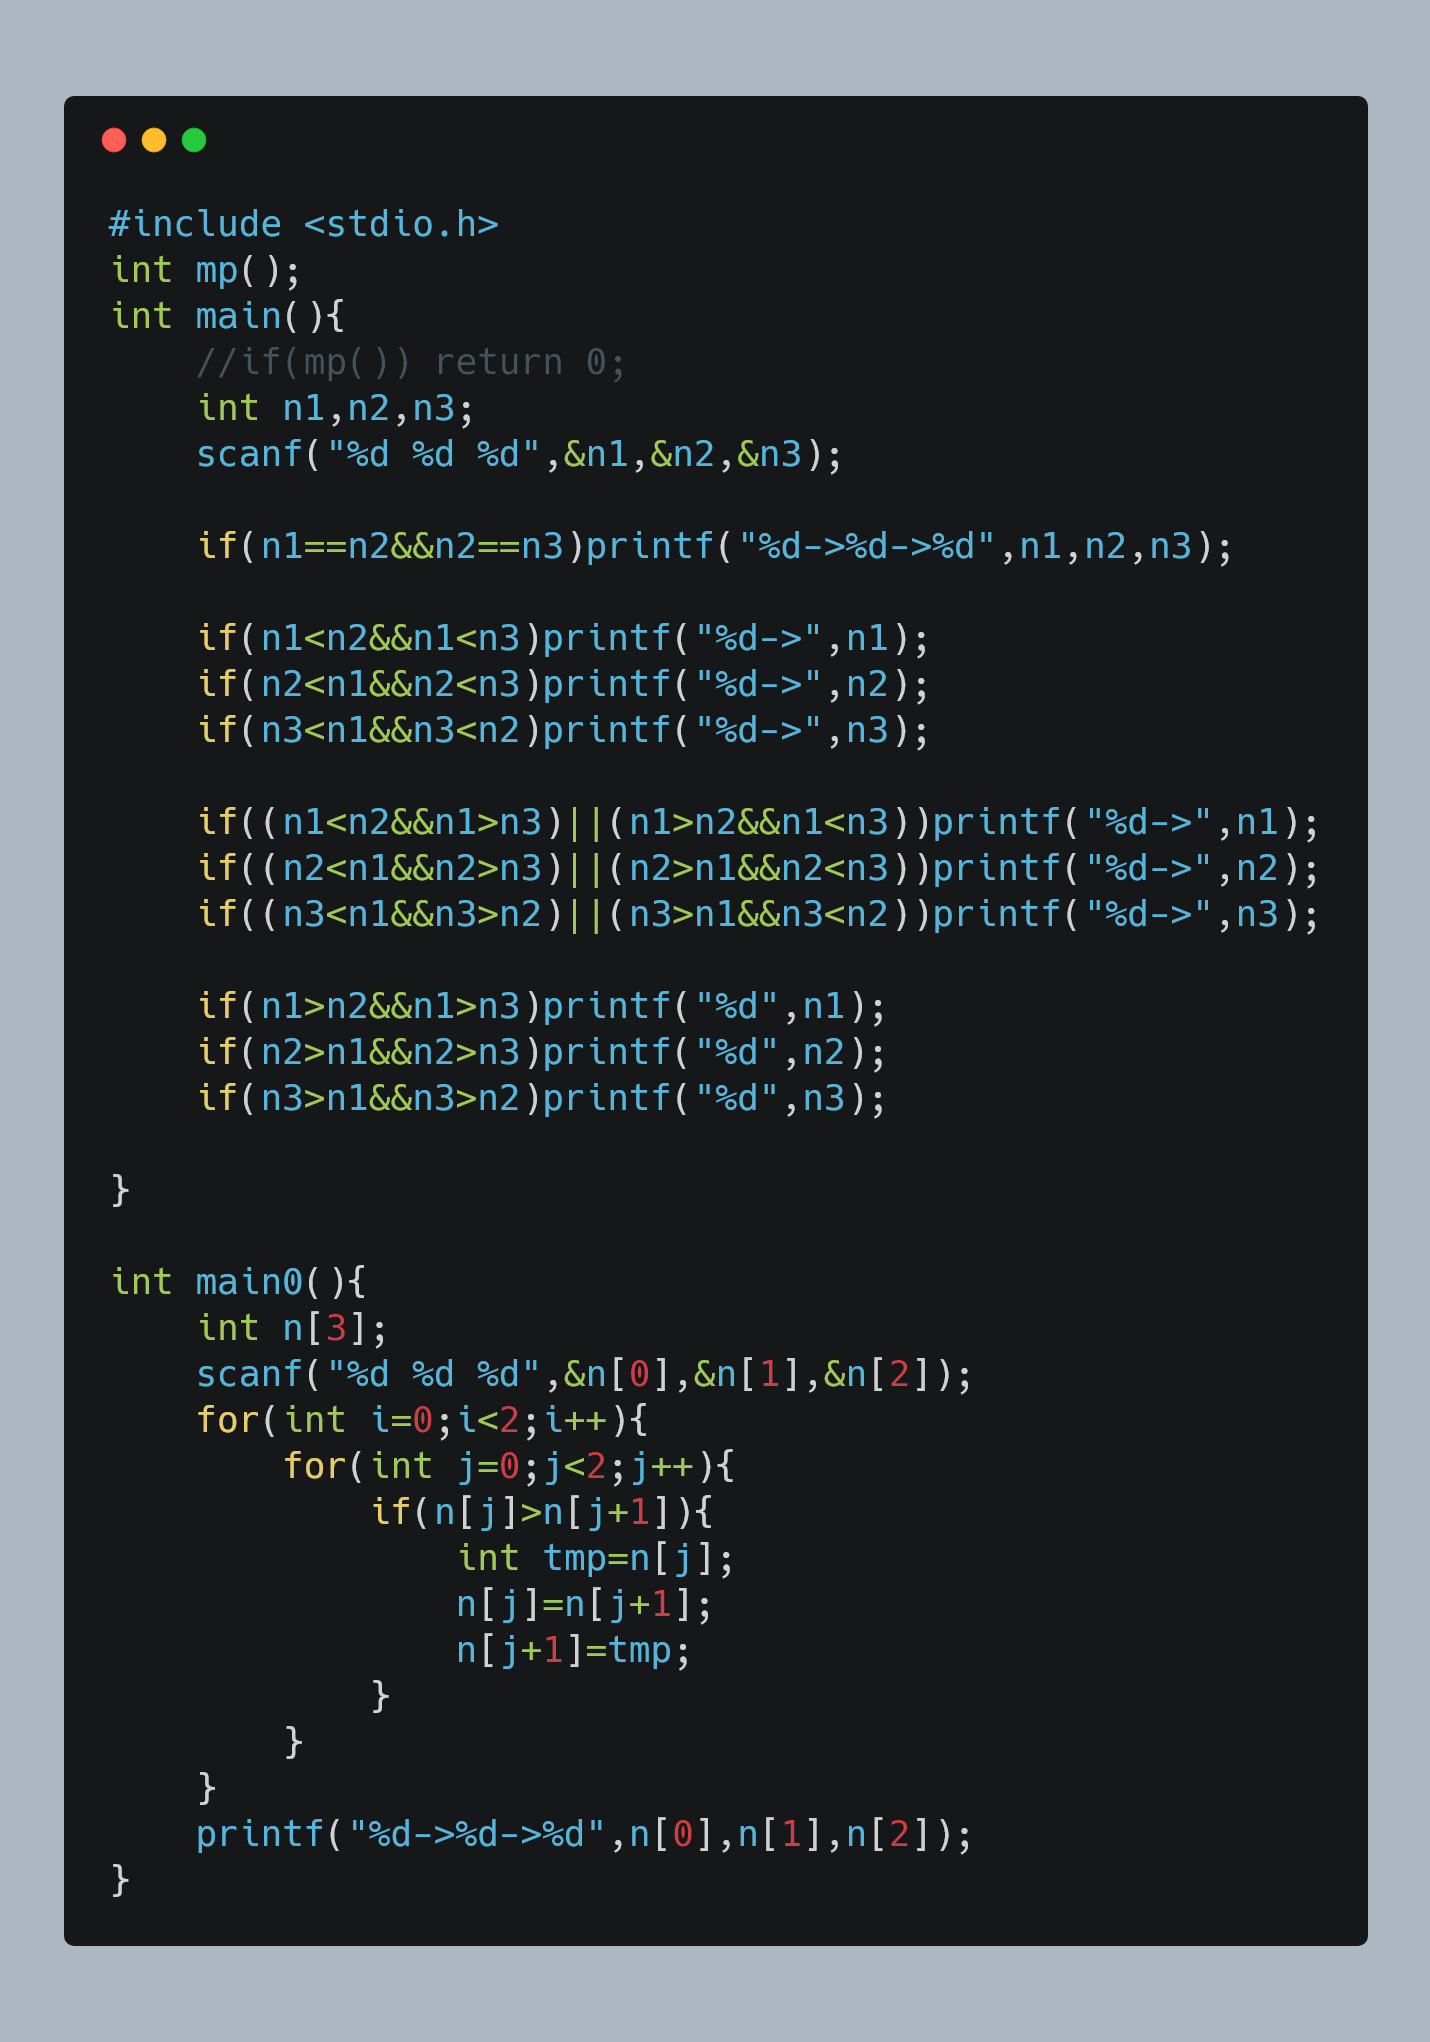 #include <stdio.h>
int mp();
int main(){
    //if(mp()) return 0;
    int n1,n2,n3;
    scanf("%d %d %d",&n1,&n2,&n3);

    if(n1==n2&&n2==n3)printf("%d->%d->%d",n1,n2,n3);

    if(n1<n2&&n1<n3)printf("%d->",n1);
    if(n2<n1&&n2<n3)printf("%d->",n2);
    if(n3<n1&&n3<n2)printf("%d->",n3);

    if((n1<n2&&n1>n3)||(n1>n2&&n1<n3))printf("%d->",n1);
    if((n2<n1&&n2>n3)||(n2>n1&&n2<n3))printf("%d->",n2);
    if((n3<n1&&n3>n2)||(n3>n1&&n3<n2))printf("%d->",n3);

    if(n1>n2&&n1>n3)printf("%d",n1);
    if(n2>n1&&n2>n3)printf("%d",n2);
    if(n3>n1&&n3>n2)printf("%d",n3);

}

int main0(){
    int n[3];
    scanf("%d %d %d",&n[0],&n[1],&n[2]);
    for(int i=0;i<2;i++){
        for(int j=0;j<2;j++){
            if(n[j]>n[j+1]){
                int tmp=n[j];
                n[j]=n[j+1];
                n[j+1]=tmp;
            }
        }
    }
    printf("%d->%d->%d",n[0],n[1],n[2]);
}